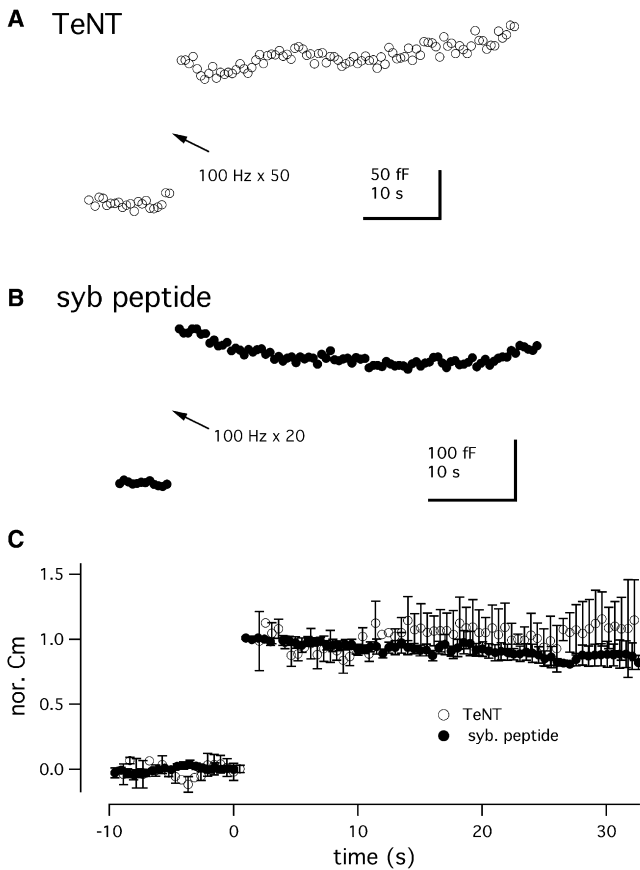 A TeNT
100 Hz x 50
50 fF
10 s
B syb peptide
100 Hz x 20
100 fF
10 s
C
1.5
1.0
0.5
0.0
nor. Cm
TeNT
syb. peptide
-10 0 10 20 30
time (s)